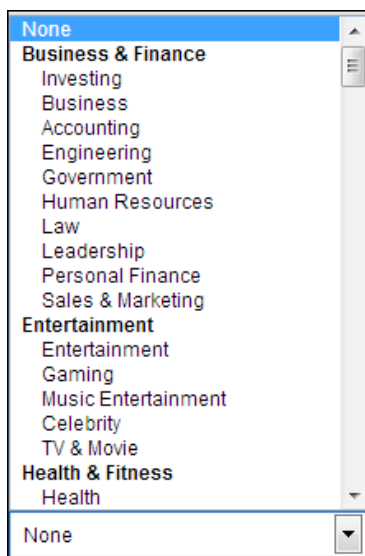 None
Business & Finance
Investing
Business
Accounting
Engineering
Government
Human Resources
Law
Leadership
Personal Finance
Sales & Marketing
Entertainment
Entertainment
Gaming
Music Entertainment
Celebrity
TV & Movie
Health & Fitness
Health
None